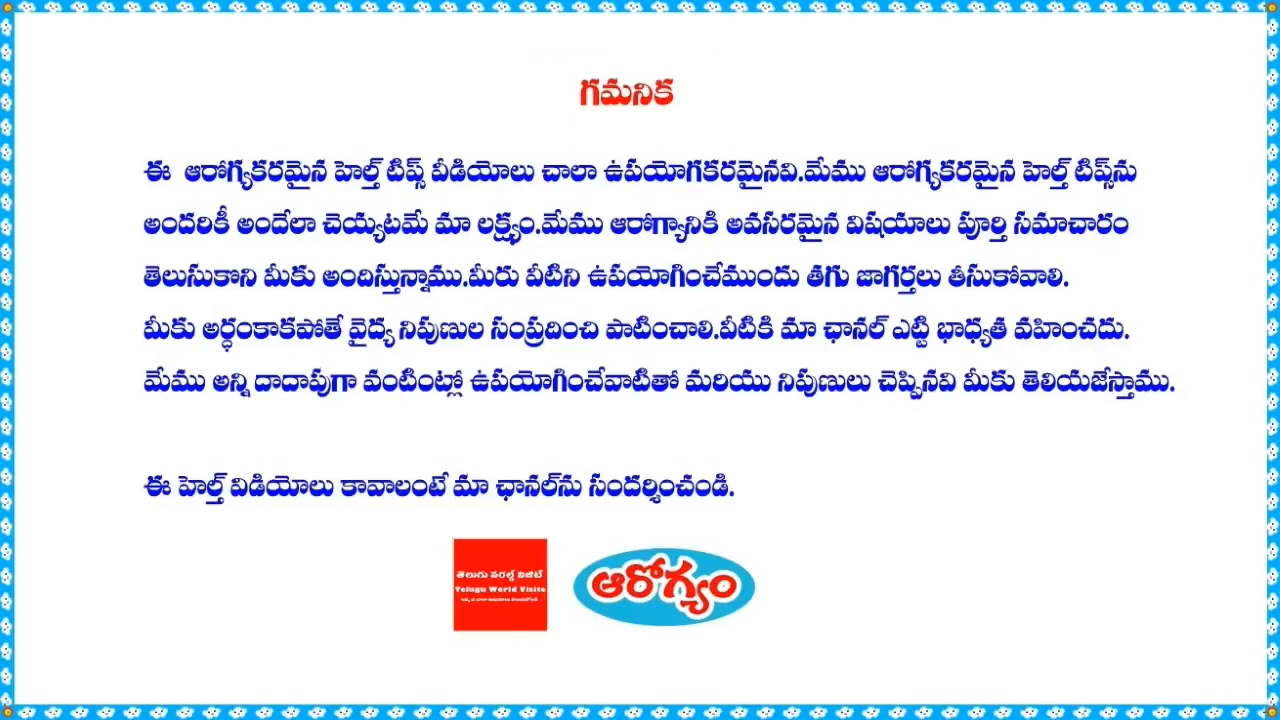 గమనిక
ఈ ఆరోగ్యకరమైన హెల్త్ టిప్స్ వీడియోలు చాలా ఉపయోగకరమైనవి.మేము ఆరోగ్యకరమైన హెల్త్ టిప్స్‌ను
అందరికీ అందేలా చెయ్యటమే మా లక్ష్యం.మేము ఆరోగ్యానికి అవసరమైన విషయాలు పూర్తి సమాచారం
తెలుసుకొని మీకు అందిస్తున్నాము.మీరు వీటిని ఉపయోగించేముందు తగు జాగర్తలు తీసుకోవాలి.
మీకు అర్ధంకాకపోతే వైద్య నిపుణుల సంప్రదించి పాటించాలి.వీటికి మా ఛానల్ ఎట్టి భాధ్యత వహించదు.
మేము అన్ని దాదాపుగా వంటింట్లో ఉపయోగించేవాటితో మరియు నిపుణులు చెప్పినవి మీకు తెలియజేస్తాము.
ఈ హెల్త్ విడియోలు కావాలంటే మా ఛానల్‌ను సందర్శించండి.
తెలుగు వరల్డ్ విజిట్
Telugu World Visite
ఆరోగ్యం